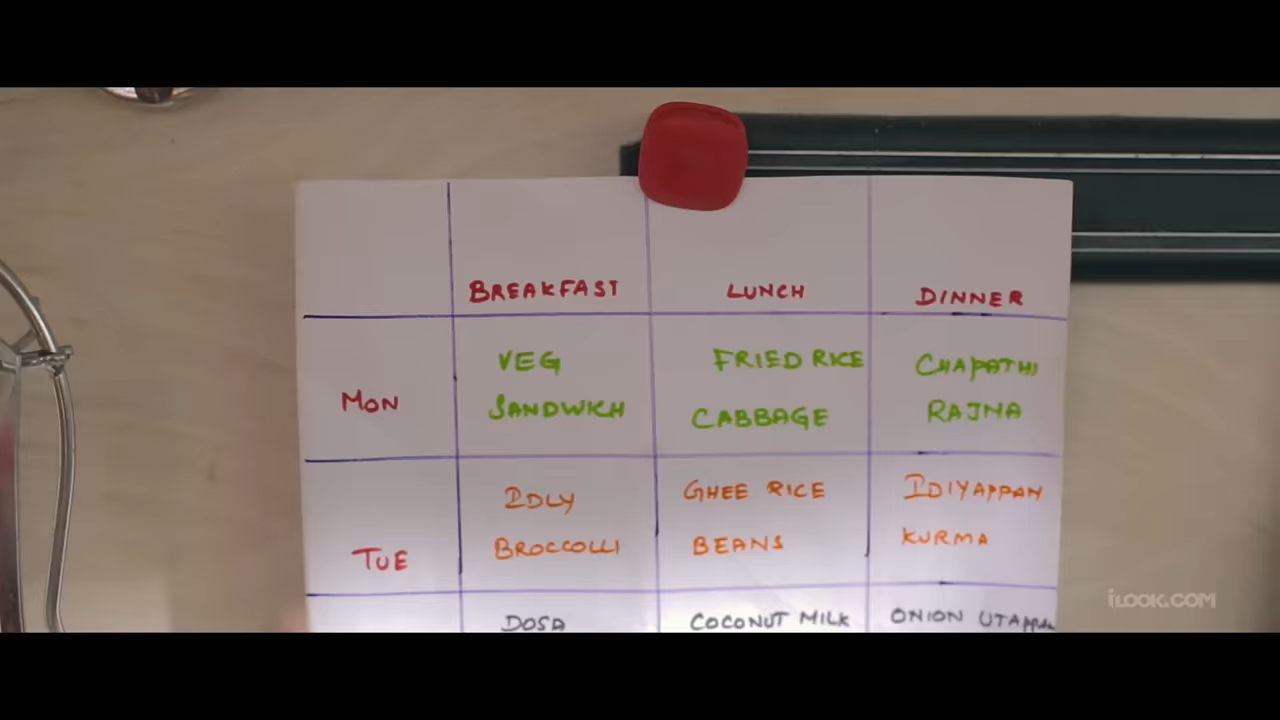 BREAKFAST LUNCH DINNER
MON
VEG
SANDWICH
FRIED RICE
CABBAGE
CHAPATHI
RAJMA
TUE
IDLY
BROCCOLLI
GHEE RICE
BEANS
IDIYAPPAM
KURMA
DOSA
COCONUT MILK
ONION UTAPPAM
iLOOK.COM